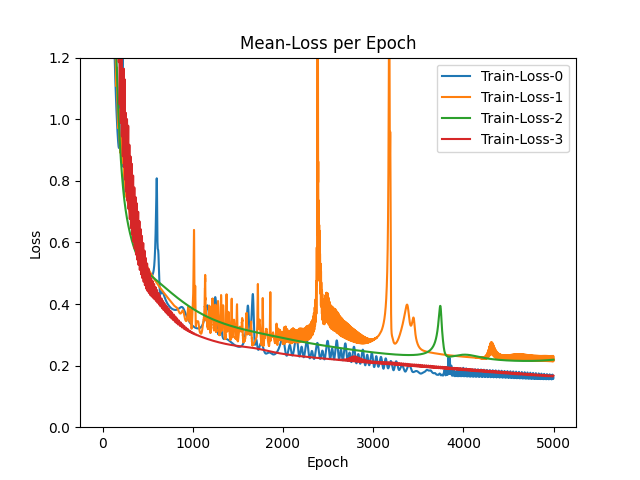 Mean-Loss per Epoch
1.2
1.0
0.8
0.6
0.4
0.2
0.0
Loss
Train-Loss-0
Train-Loss-1
Train-Loss-2
Train-Loss-3
0 1000 2000 3000 4000 5000
Epoch